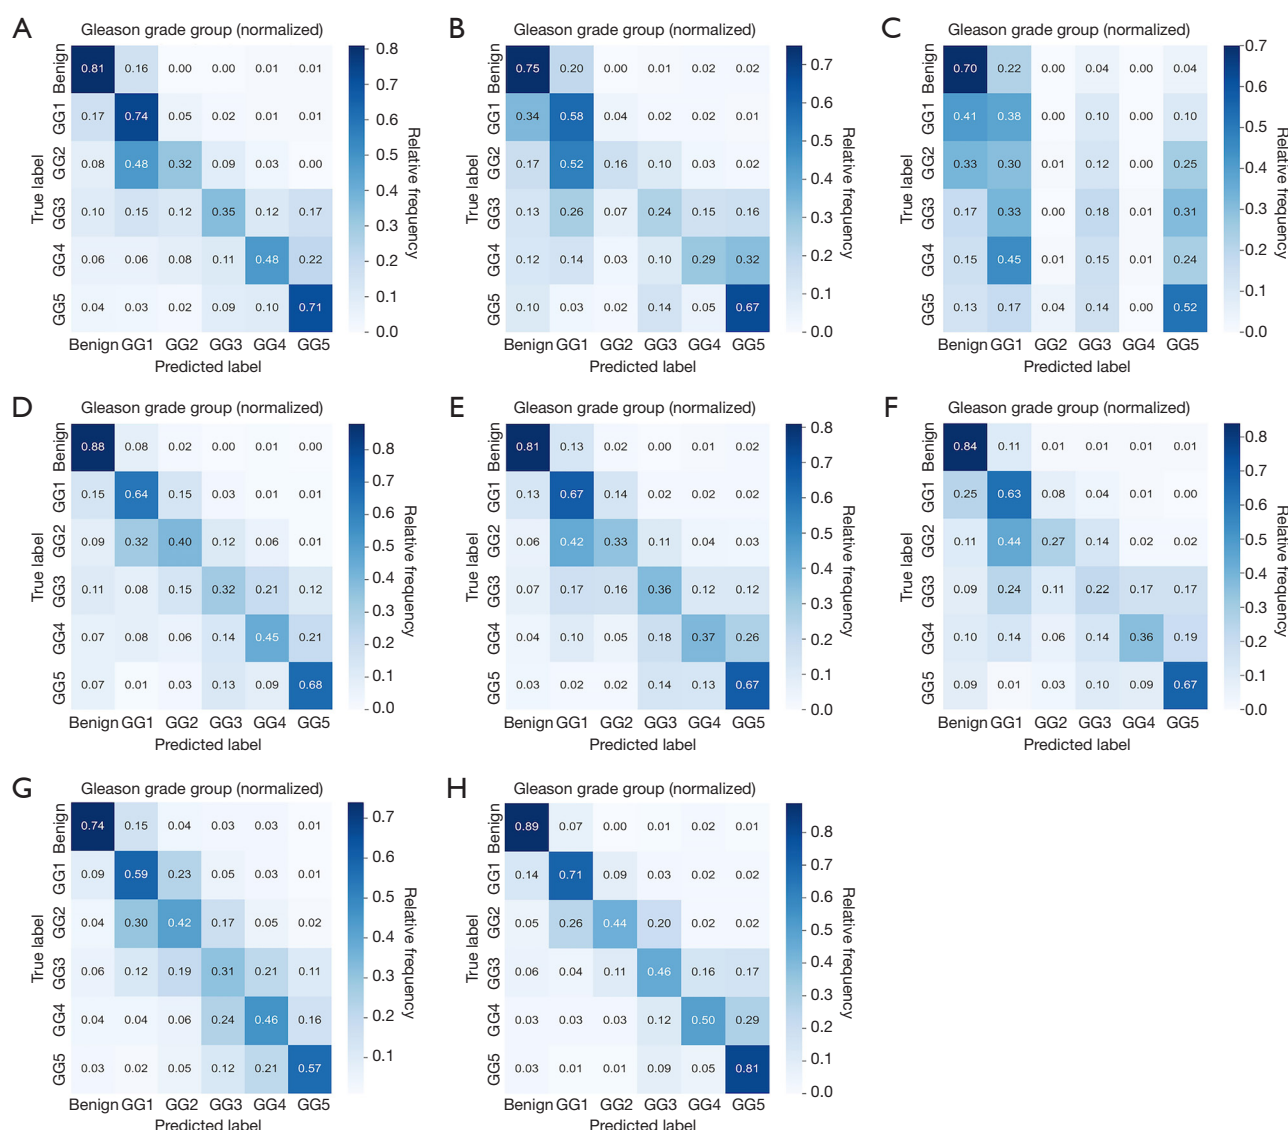 A
Gleason grade group (normalized)
Benign 0.81 0.16 0.00 0.00 0.01 0.01
GG1 0.17 0.74 0.05 0.02 0.01 0.01
GG2 0.08 0.48 0.32 0.09 0.03 0.00
GG3 0.10 0.15 0.12 0.35 0.12 0.17
GG4 0.06 0.06 0.08 0.11 0.48 0.22
GG5 0.04 0.03 0.02 0.09 0.10 0.71
Benign GG1 GG2 GG3 GG4 GG5
Predicted label
True label
0.8
0.7
0.6
0.5
0.4
0.3
0.2
0.1
0.0
Relative frequency
B
Gleason grade group (normalized)
Benign 0.75 0.20 0.00 0.01 0.02 0.02
GG1 0.34 0.58 0.04 0.02 0.01 0.01
GG2 0.17 0.52 0.16 0.10 0.03 0.02
GG3 0.13 0.26 0.07 0.24 0.15 0.16
GG4 0.12 0.14 0.03 0.10 0.29 0.32
GG5 0.10 0.03 0.02 0.14 0.05 0.67
Benign GG1 GG2 GG3 GG4 GG5
Predicted label
True label
0.7
0.6
0.5
0.4
0.3
0.2
0.1
0.0
Relative frequency
C
Gleason grade group (normalized)
Benign 0.70 0.22 0.00 0.04 0.00 0.04
GG1 0.41 0.38 0.00 0.10 0.00 0.10
GG2 0.33 0.30 0.01 0.12 0.00 0.25
GG3 0.17 0.33 0.00 0.18 0.01 0.31
GG4 0.15 0.45 0.01 0.15 0.01 0.24
GG5 0.13 0.17 0.04 0.14 0.00 0.52
Benign GG1 GG2 GG3 GG4 GG5
Predicted label
True label
0.7
0.6
0.5
0.4
0.3
0.2
0.1
0.0
Relative frequency
D
Gleason grade group (normalized)
Benign 0.88 0.08 0.02 0.00 0.01 0.00
GG1 0.15 0.64 0.15 0.03 0.01 0.01
GG2 0.09 0.32 0.40 0.12 0.06 0.01
GG3 0.11 0.08 0.15 0.32 0.21 0.12
GG4 0.07 0.08 0.06 0.14 0.45 0.21
GG5 0.07 0.01 0.03 0.13 0.09 0.68
Benign GG1 GG2 GG3 GG4 GG5
Predicted label
True label
0.8
0.7
0.6
0.5
0.4
0.3
0.2
0.1
0.0
Relative frequency
E
Gleason grade group (normalized)
Benign 0.81 0.13 0.02 0.00 0.01 0.02
GG1 0.13 0.67 0.14 0.02 0.02 0.02
GG2 0.06 0.42 0.33 0.11 0.04 0.03
GG3 0.07 0.17 0.16 0.36 0.12 0.12
GG4 0.04 0.10 0.05 0.18 0.37 0.26
GG5 0.03 0.02 0.02 0.14 0.13 0.67
Benign GG1 GG2 GG3 GG4 GG5
Predicted label
True label
0.8
0.7
0.6
0.5
0.4
0.3
0.2
0.1
0.0
Relative frequency
F
Gleason grade group (normalized)
Benign 0.84 0.11 0.01 0.01 0.01 0.01
GG1 0.25 0.63 0.08 0.04 0.01 0.00
GG2 0.11 0.44 0.27 0.14 0.02 0.02
GG3 0.09 0.24 0.11 0.22 0.17 0.17
GG4 0.10 0.14 0.06 0.14 0.36 0.19
GG5 0.09 0.01 0.03 0.10 0.09 0.67
Benign GG1 GG2 GG3 GG4 GG5
Predicted label
True label
0.8
0.7
0.6
0.5
0.4
0.3
0.2
0.1
0.0
Relative frequency
G
Gleason grade group (normalized)
Benign 0.74 0.15 0.04 0.03 0.03 0.01
GG1 0.09 0.59 0.23 0.05 0.03 0.01
GG2 0.04 0.30 0.42 0.17 0.05 0.02
GG3 0.06 0.12 0.19 0.31 0.21 0.11
GG4 0.04 0.04 0.06 0.24 0.46 0.16
GG5 0.03 0.02 0.05 0.12 0.21 0.57
Benign GG1 GG2 GG3 GG4 GG5
Predicted label
True label
0.7
0.6
0.5
0.4
0.3
0.2
0.1
Relative frequency
H
Gleason grade group (normalized)
Benign 0.89 0.07 0.00 0.01 0.02 0.01
GG1 0.14 0.71 0.09 0.03 0.02 0.02
GG2 0.05 0.26 0.44 0.20 0.02 0.02
GG3 0.06 0.04 0.11 0.46 0.16 0.17
GG4 0.03 0.03 0.03 0.12 0.50 0.29
GG5 0.03 0.01 0.01 0.09 0.05 0.81
Benign GG1 GG2 GG3 GG4 GG5
Predicted label
True label
0.8
0.7
0.6
0.5
0.4
0.3
0.2
0.1
0.0
Relative frequency